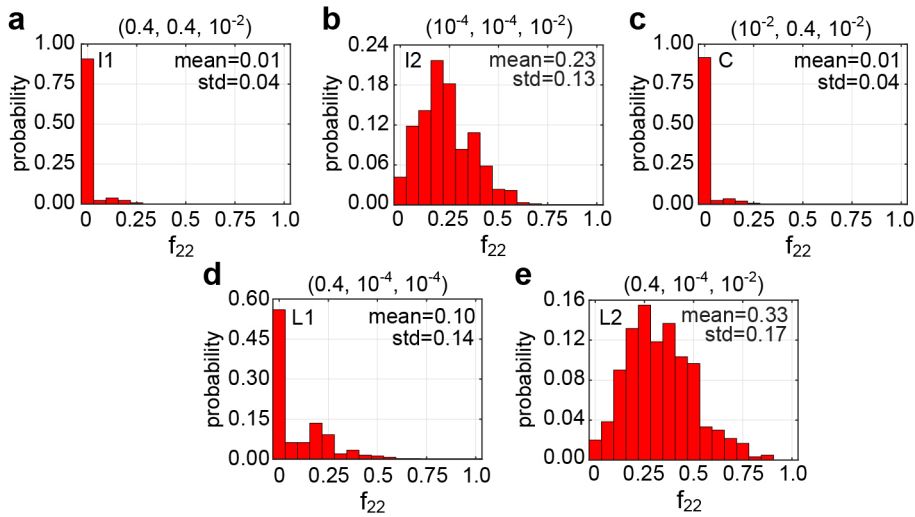 a
(0.4, 0.4, 10⁻²)
I1
mean=0.01
std=0.04
probability
1.00
0.75
0.50
0.25
0.00
0 0.25 0.5 0.75 1.0
f₂₂
b
(10⁻⁴, 10⁻⁴, 10⁻²)
I2
mean=0.23
std=0.13
probability
0.24
0.18
0.12
0.06
0.00
0 0.25 0.5 0.75 1.0
f₂₂
c
(10⁻², 0.4, 10⁻²)
C
mean=0.01
std=0.04
probability
1.00
0.75
0.50
0.25
0.00
0 0.25 0.5 0.75 1.0
f₂₂
d
(0.4, 10⁻⁴, 10⁻⁴)
L1
mean=0.10
std=0.14
probability
0.60
0.45
0.30
0.15
0.00
0 0.25 0.5 0.75 1.0
f₂₂
e
(0.4, 10⁻⁴, 10⁻²)
L2
mean=0.33
std=0.17
probability
0.16
0.12
0.08
0.04
0.00
0 0.25 0.5 0.75 1.0
f₂₂